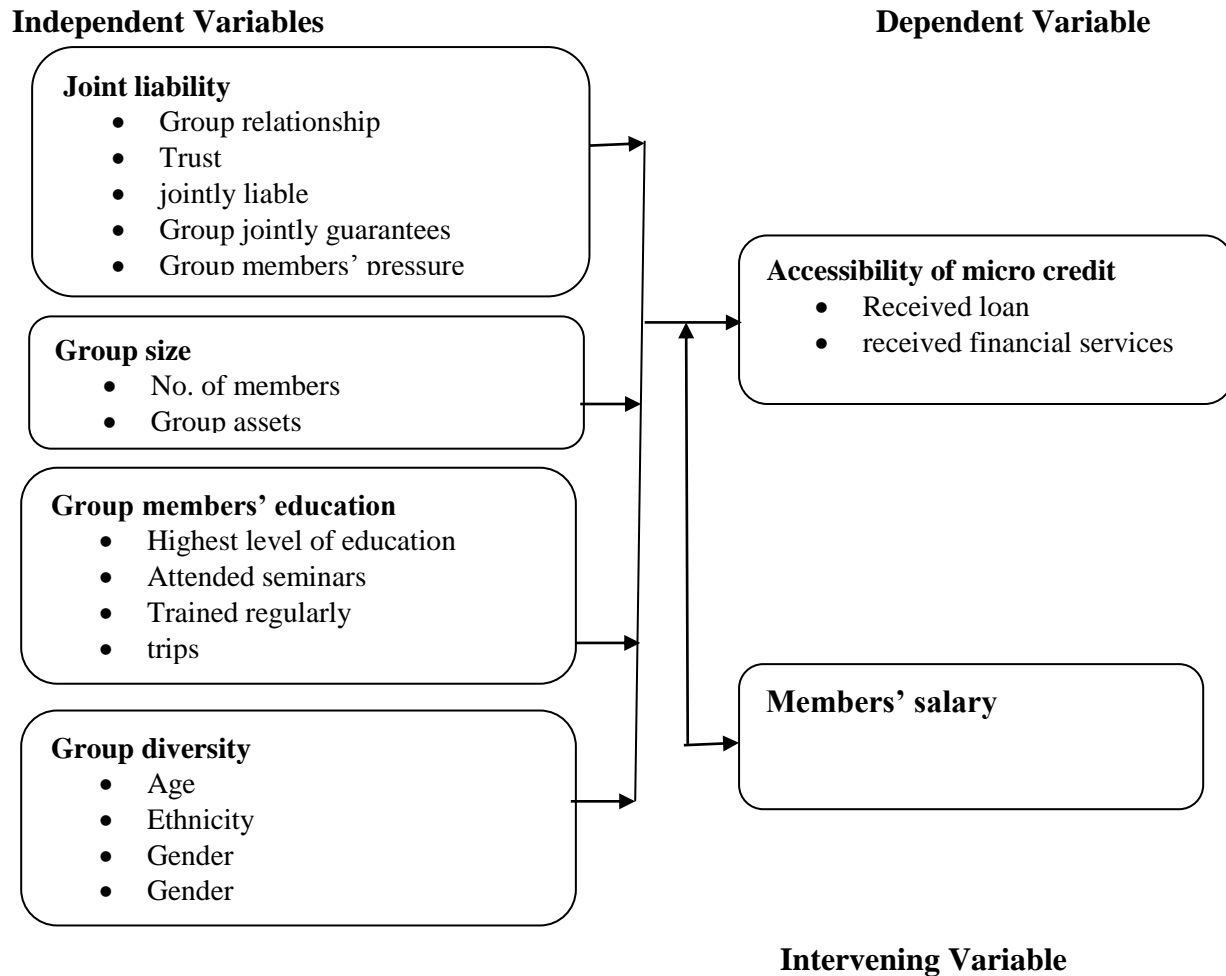 Independent Variables
Dependent Variable
Joint liability
• Group relationship
• Trust
• jointly liable
• Group jointly guarantees
• Group members’ pressure
Group size
• No. of members
• Group assets
Group members’ education
• Highest level of education
• Attended seminars
• Trained regularly
• trips
Group diversity
• Age
• Ethnicity
• Gender
• Gender
Accessibility of micro credit
• Received loan
• received financial services
Members’ salary
Intervening Variable